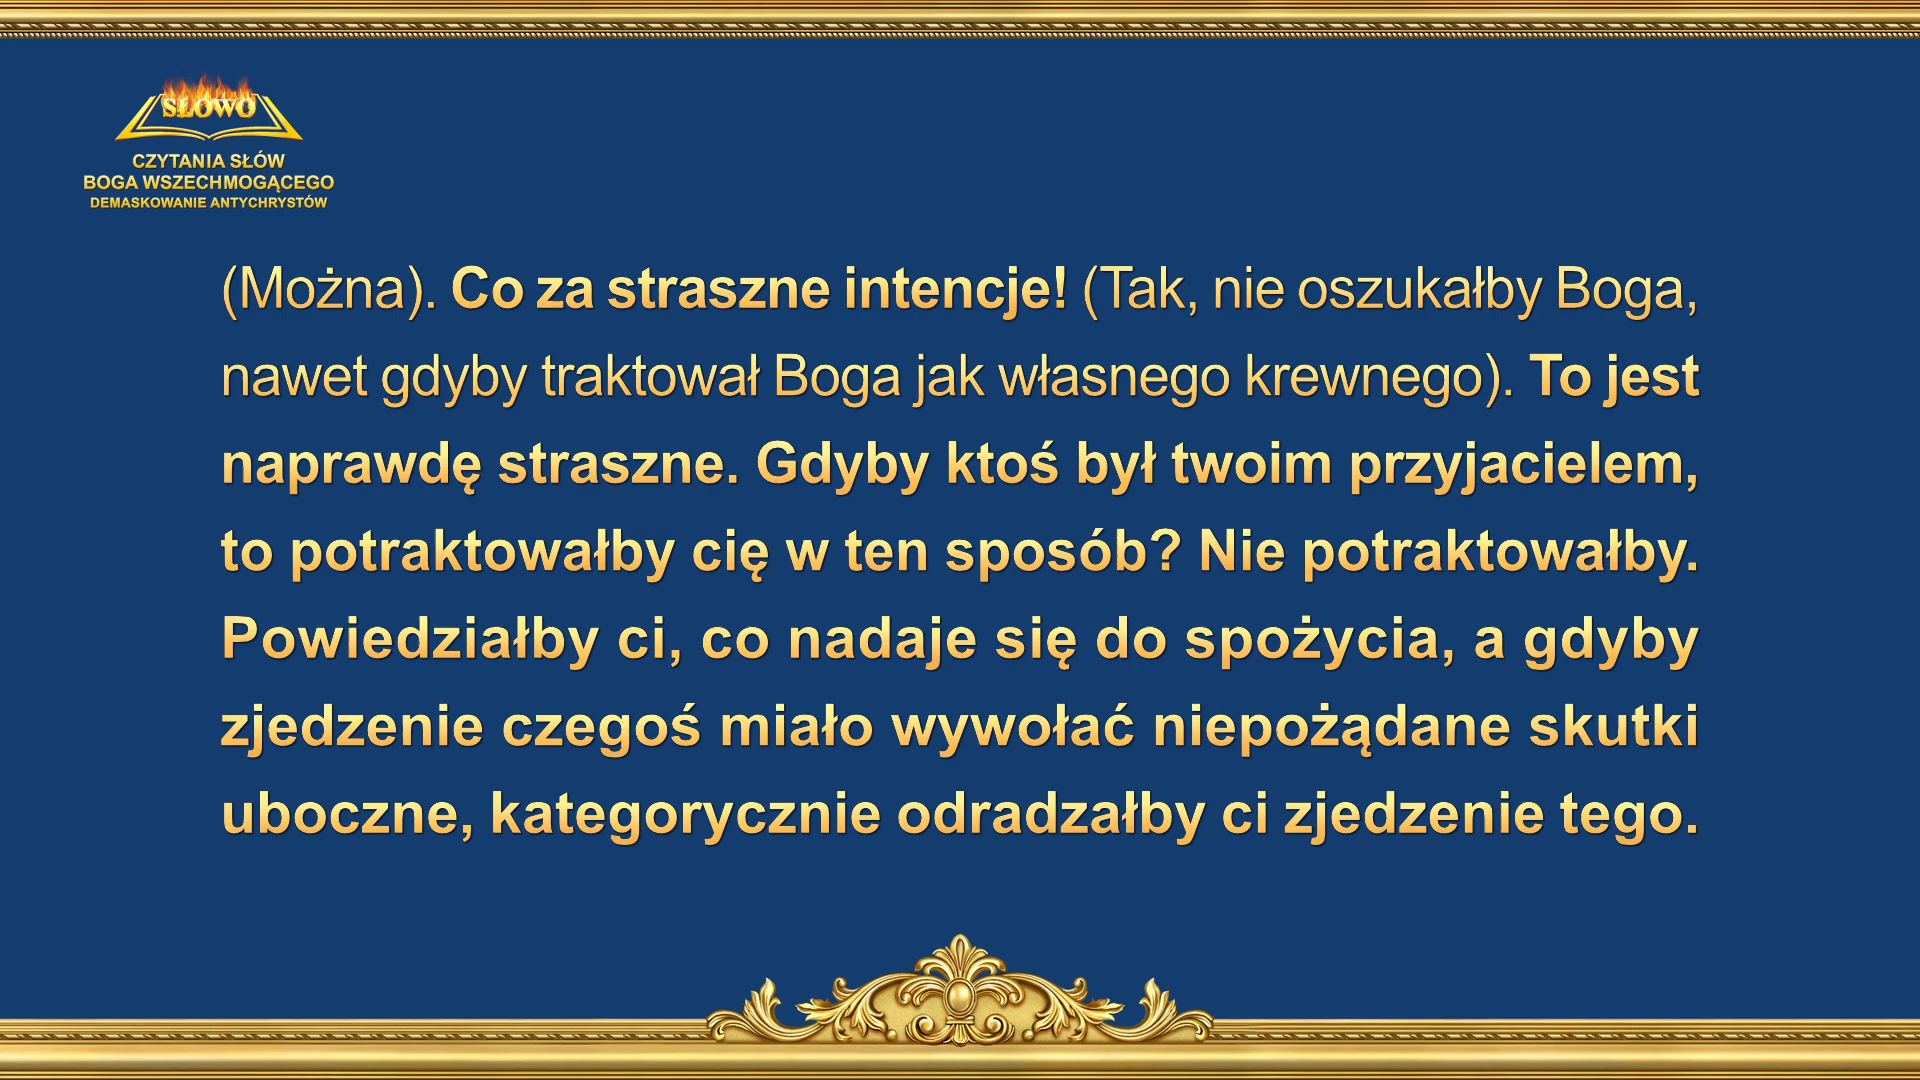 SŁOWO
CZYTANIA SŁÓW
BOGA WSZECHMOGĄCEGO
DEMASKOWANIE ANTYCHRYSTÓW
(Można). Co za straszne intencje! (Tak, nie oszukałby Boga,
nawet gdyby traktował Boga jak własnego krewnego). To jest
naprawdę straszne. Gdyby ktoś był twoim przyjacielem,
to potraktowałby cię w ten sposób? Nie potraktowałby.
Powiedziałby ci, co nadaje się do spożycia, a gdyby
zjedzenie czegoś miało wywołać niepożądane skutki
uboczne, kategorycznie odradzałby ci zjedzenie tego.